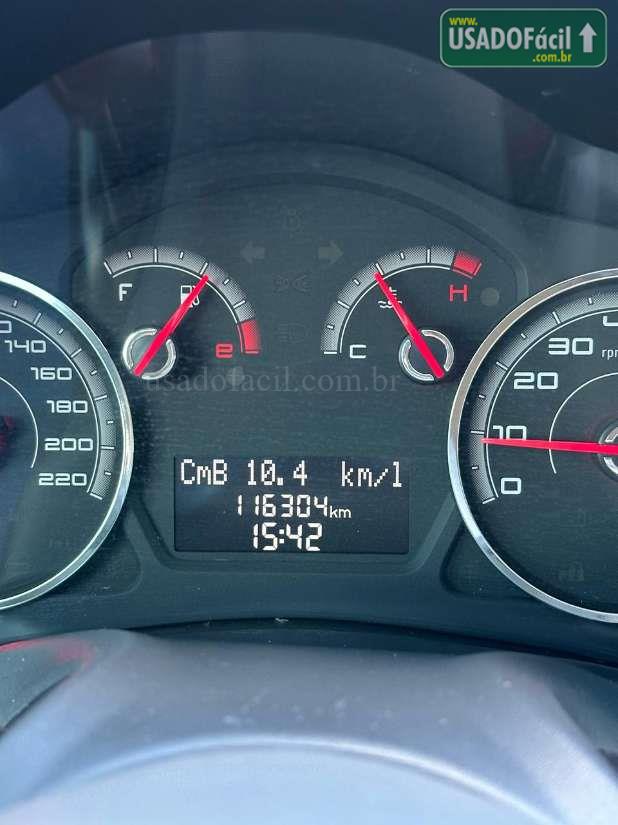 www.
USADOFácil
.com.br
F
e
C
H
140
160
180
200
220
30
rpm
20
10
0
usadofacil.com.br
CmB 10.4 km/l
116304km
15:42